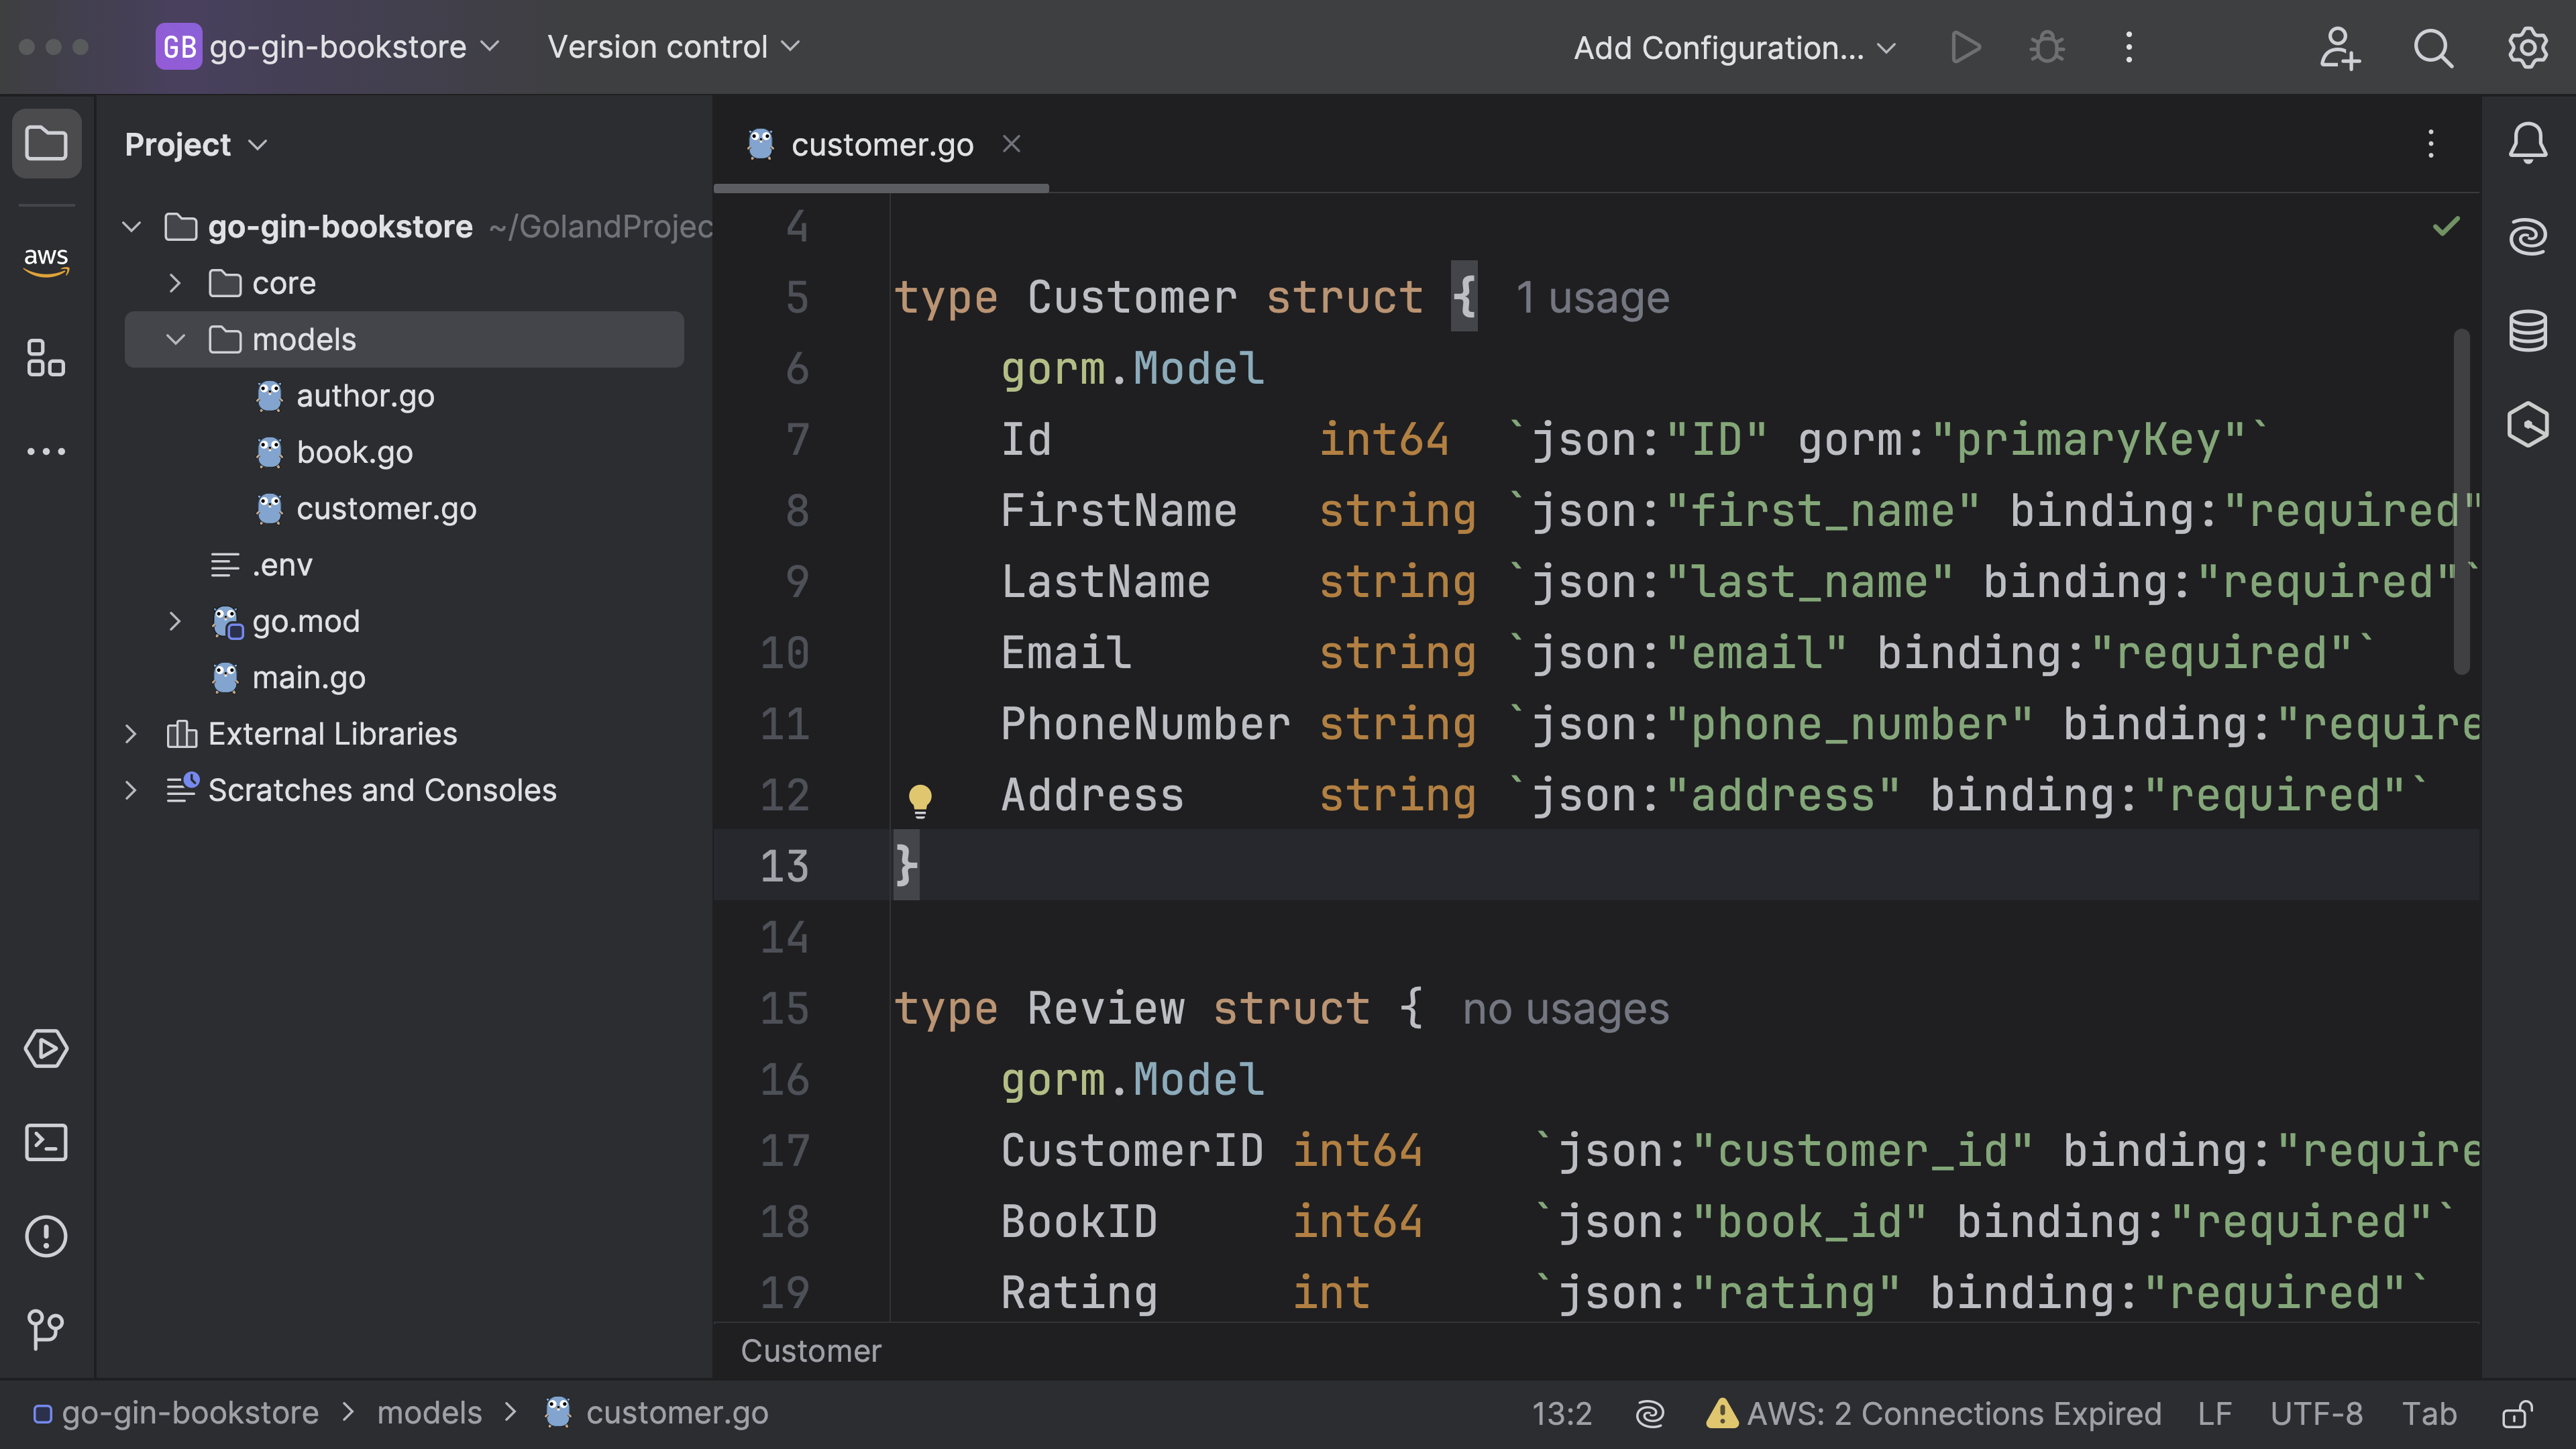 GB go-gin-bookstore Version control Add Configuration...
Project
customer.go
aws
go-gin-bookstore ~/GolandProjec
core
models
author.go
book.go
customer.go
.env
go.mod
main.go
External Libraries
Scratches and Consoles
4
5 type Customer struct { 1 usage
6 gorm.Model
7 Id int64 `json:"ID" gorm:"primaryKey"`
8 FirstName string `json:"first_name" binding:"required"
9 LastName string `json:"last_name" binding:"required"`
10 Email string `json:"email" binding:"required"`
11 PhoneNumber string `json:"phone_number" binding:"require
12 Address string `json:"address" binding:"required"`
13 }
14
15 type Review struct { no usages
16 gorm.Model
17 CustomerID int64 `json:"customer_id" binding:"require
18 BookID int64 `json:"book_id" binding:"required"`
19 Rating int `json:"rating" binding:"required"`
Customer
go-gin-bookstore > models > customer.go 13:2 AWS: 2 Connections Expired LF UTF-8 Tab